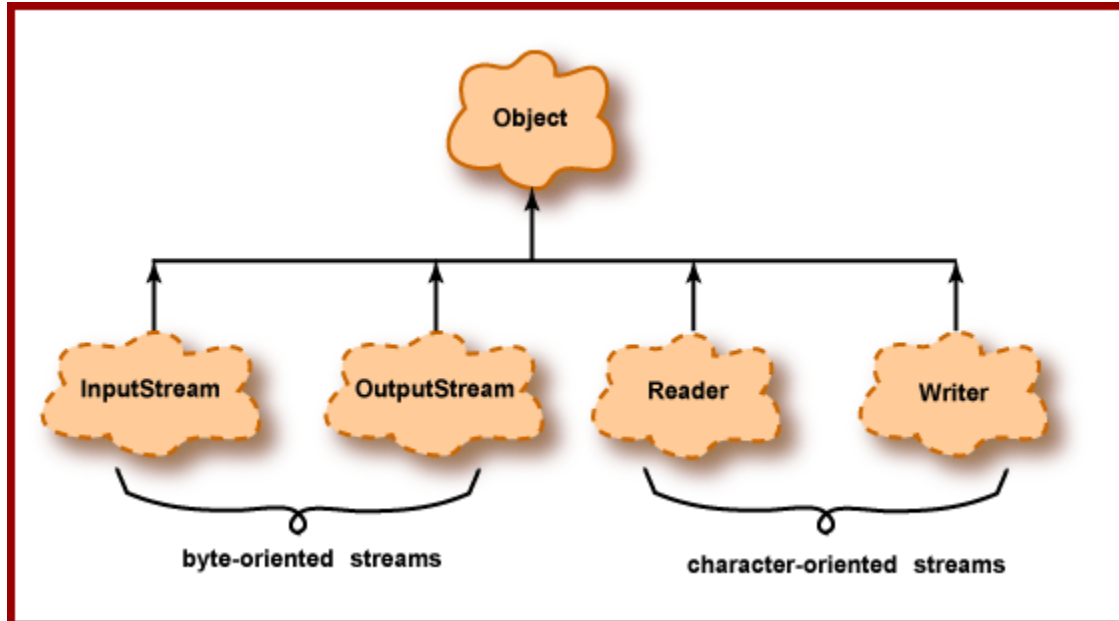 Object
InputStream
OutputStream
Reader
Writer
byte-oriented streams
character-oriented streams